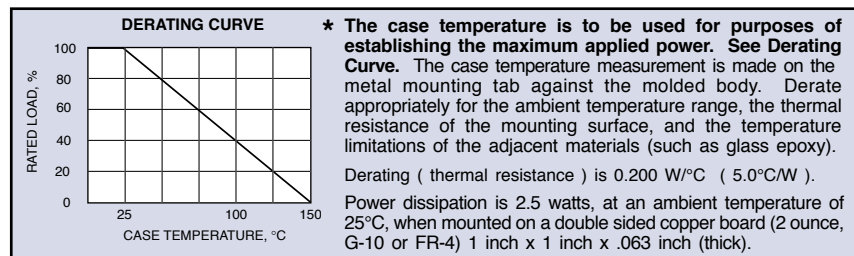 DERATING CURVE
RATED LOAD, %
100
80
60
40
20
0
25
100
150
CASE TEMPERATURE, °C
* The case temperature is to be used for purposes of
establishing the maximum applied power. See Derating
Curve. The case temperature measurement is made on the
metal mounting tab against the molded body. Derate
appropriately for the ambient temperature range, the thermal
resistance of the mounting surface, and the temperature
limitations of the adjacent materials (such as glass epoxy).
Derating ( thermal resistance ) is 0.200 W/°C ( 5.0°C/W ).
Power dissipation is 2.5 watts, at an ambient temperature of
25°C, when mounted on a double sided copper board (2 ounce,
G-10 or FR-4) 1 inch x 1 inch x .063 inch (thick).